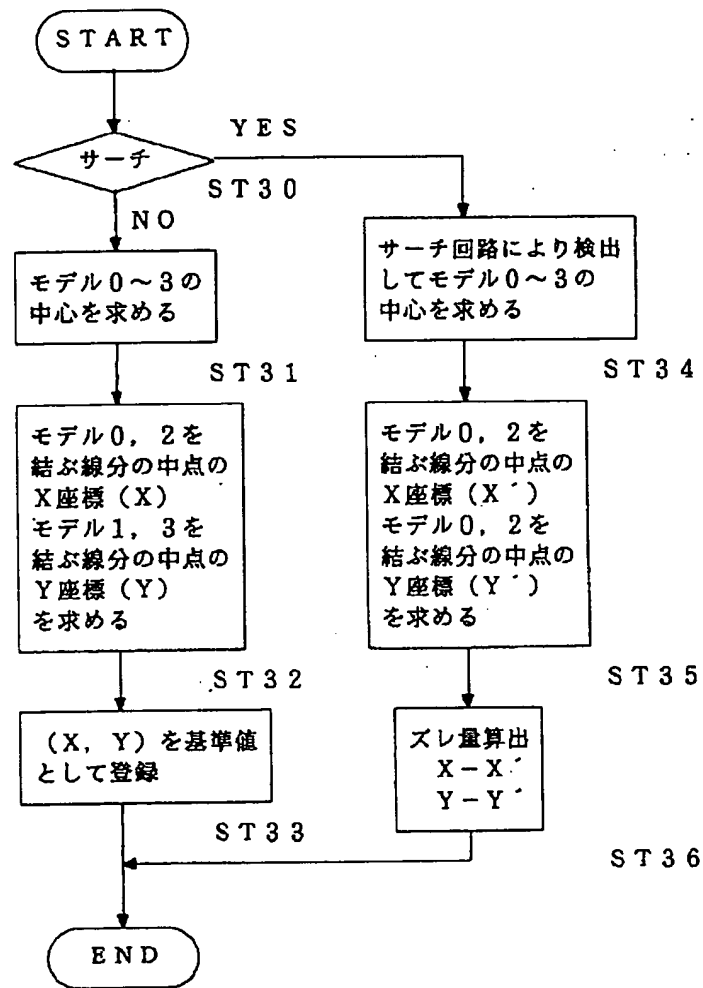 START
サーチ
YES
ST30
NO
モデル0～3の
中心を求める
ST31
モデル0，2を
結ぶ線分の中点の
X座標（X）
モデル1，3を
結ぶ線分の中点の
Y座標（Y）
を求める
ST32
（X，Y）を基準値
として登録
ST33
サーチ回路により検出
してモデル0～3の
中心を求める
ST34
モデル0，2を
結ぶ線分の中点の
X座標（X´）
モデル0，2を
結ぶ線分の中点の
Y座標（Y´）
を求める
ST35
ズレ量算出
X－X´
Y－Y´
ST36
END